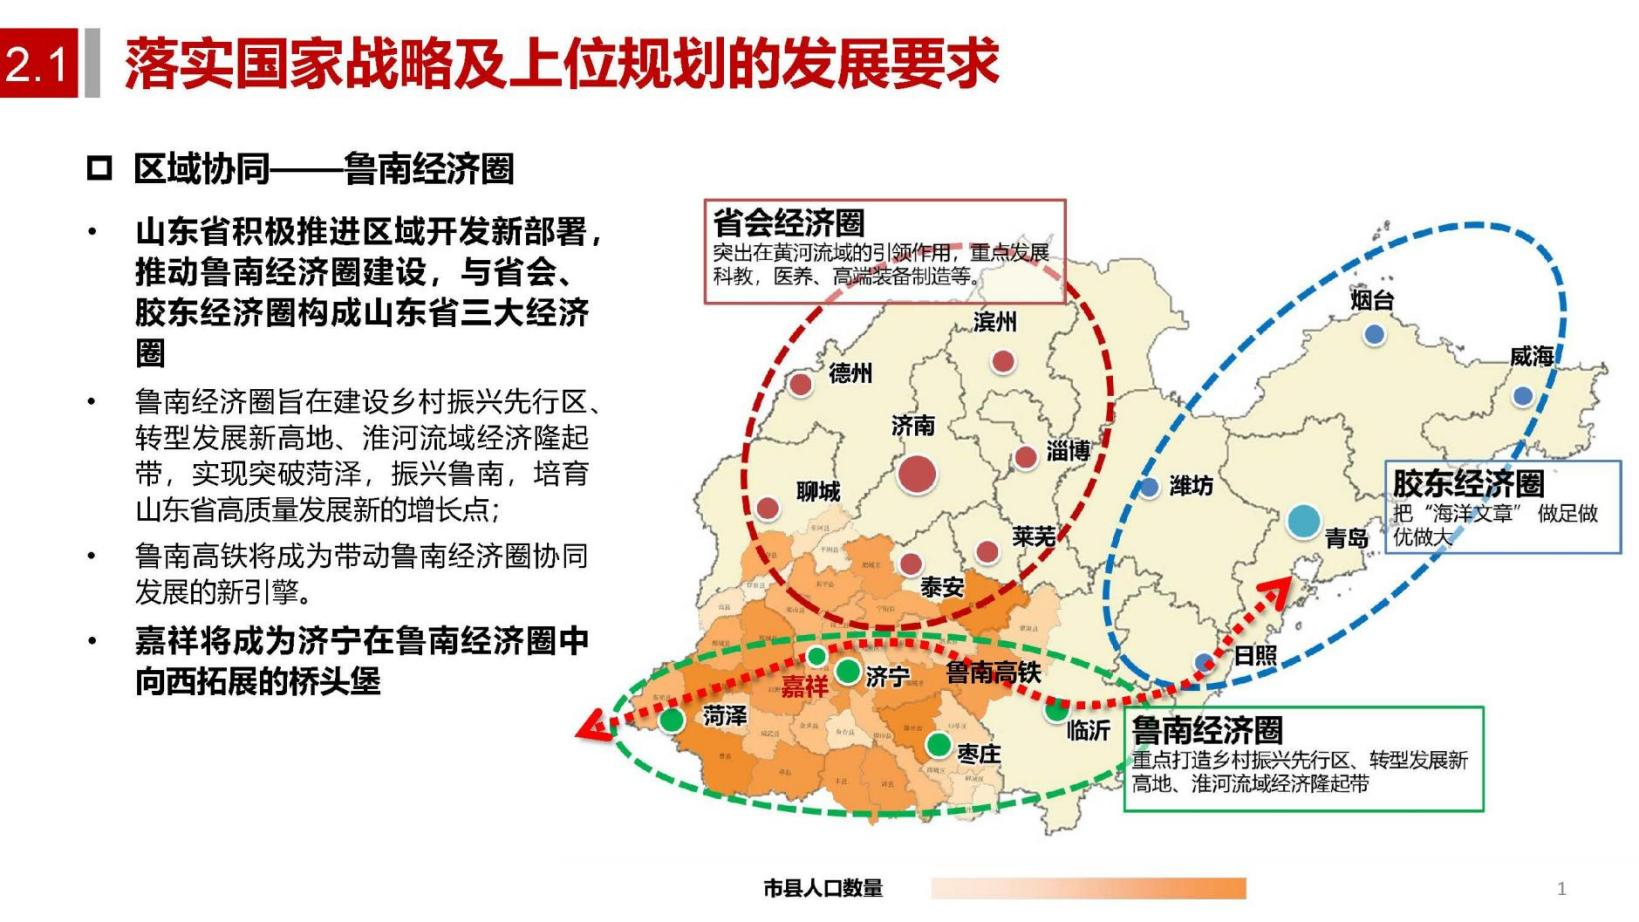 2.1
落实国家战略及上位规划的发展要求
区域协同——鲁南经济圈
• 山东省积极推进区域开发新部署,
推动鲁南经济圈建设，与省会、
胶东经济圈构成山东省三大经济
圈
• 鲁南经济圈旨在建设乡村振兴先行区、
转型发展新高地、淮河流域经济隆起
带，实现突破菏泽，振兴鲁南，培育
山东省高质量发展新的增长点;
• 鲁南高铁将成为带动鲁南经济圈协同
发展的新引擎。
• 嘉祥将成为济宁在鲁南经济圈中
向西拓展的桥头堡
省会经济圈
突出在黄河流域的引领作用，重点发展
科教，医养、高端装备制造等。
滨州
德州
济南
淄博
聊城
莱芜
泰安
烟台
威海
潍坊
青岛
胶东经济圈
把“海洋文章” 做足做
优做大
日照
鲁南高铁
嘉祥
济宁
菏泽
枣庄
临沂
鲁南经济圈
重点打造乡村振兴先行区、转型发展新
高地、淮河流域经济隆起带
市县人口数量
1